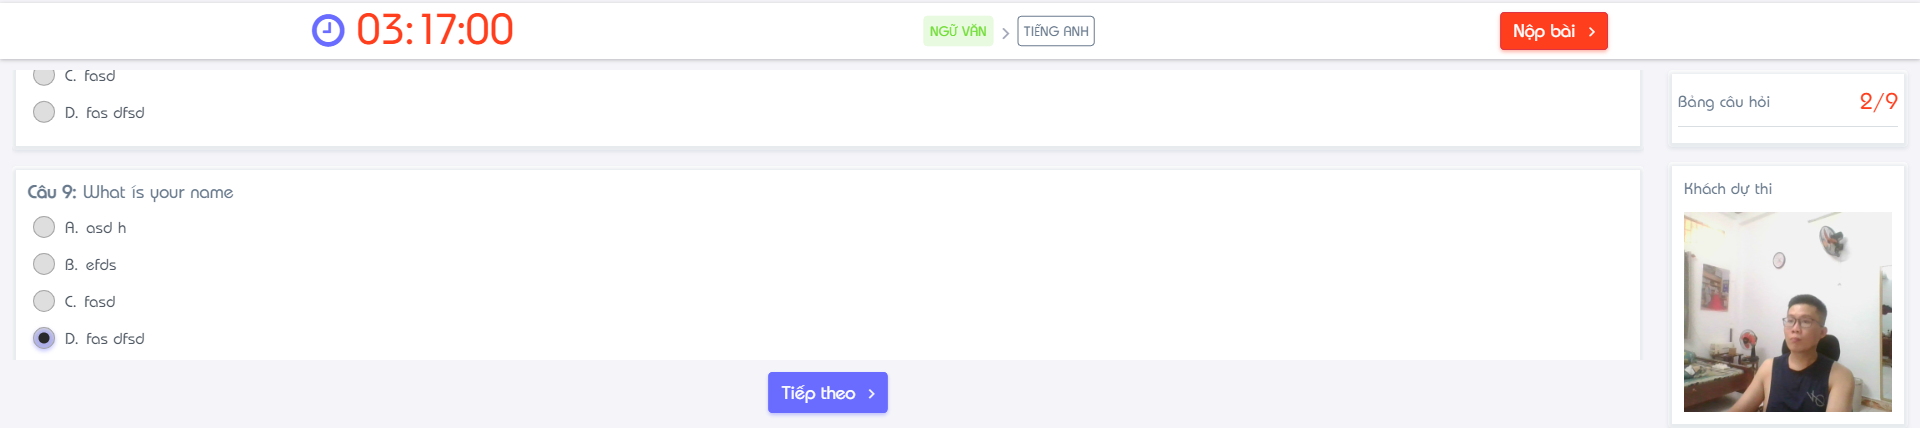 03:17:00
NGỮ VĂN > TIẾNG ANH
Nộp bài >
C. fasd
D. fas dfsd
Câu 9: What ís your name
A. asd h
B. efds
C. fasd
D. fas dfsd
Tiếp theo >
Bảng câu hỏi 2/9
Khách dự thi